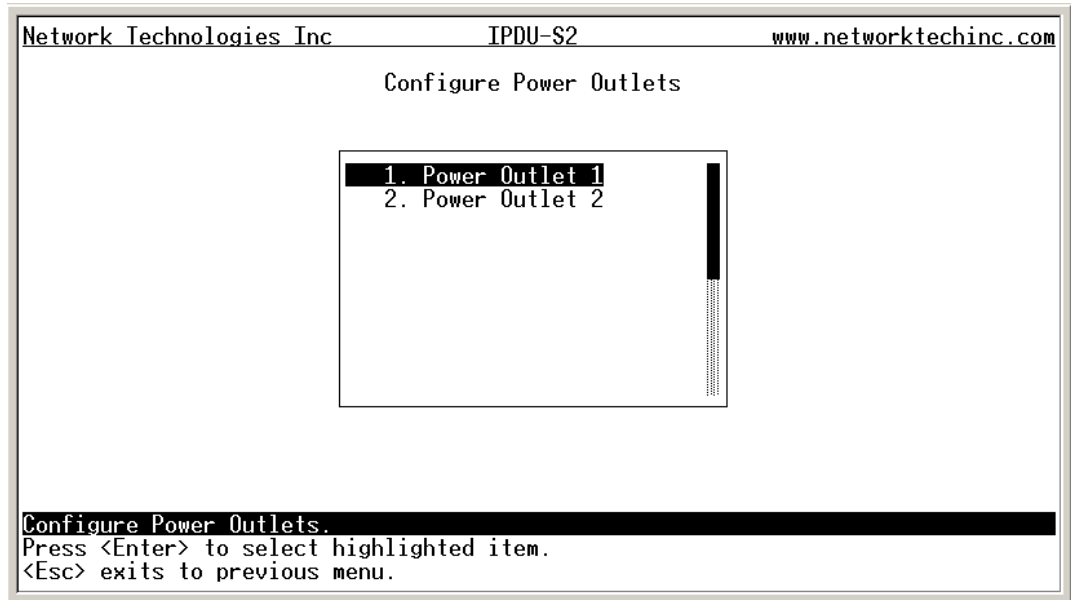 Network Technologies Inc IPDU-S2 www.networktechinc.com
Configure Power Outlets
1. Power Outlet 1
2. Power Outlet 2
Configure Power Outlets.
Press <Enter> to select highlighted item.
<Esc> exits to previous menu.